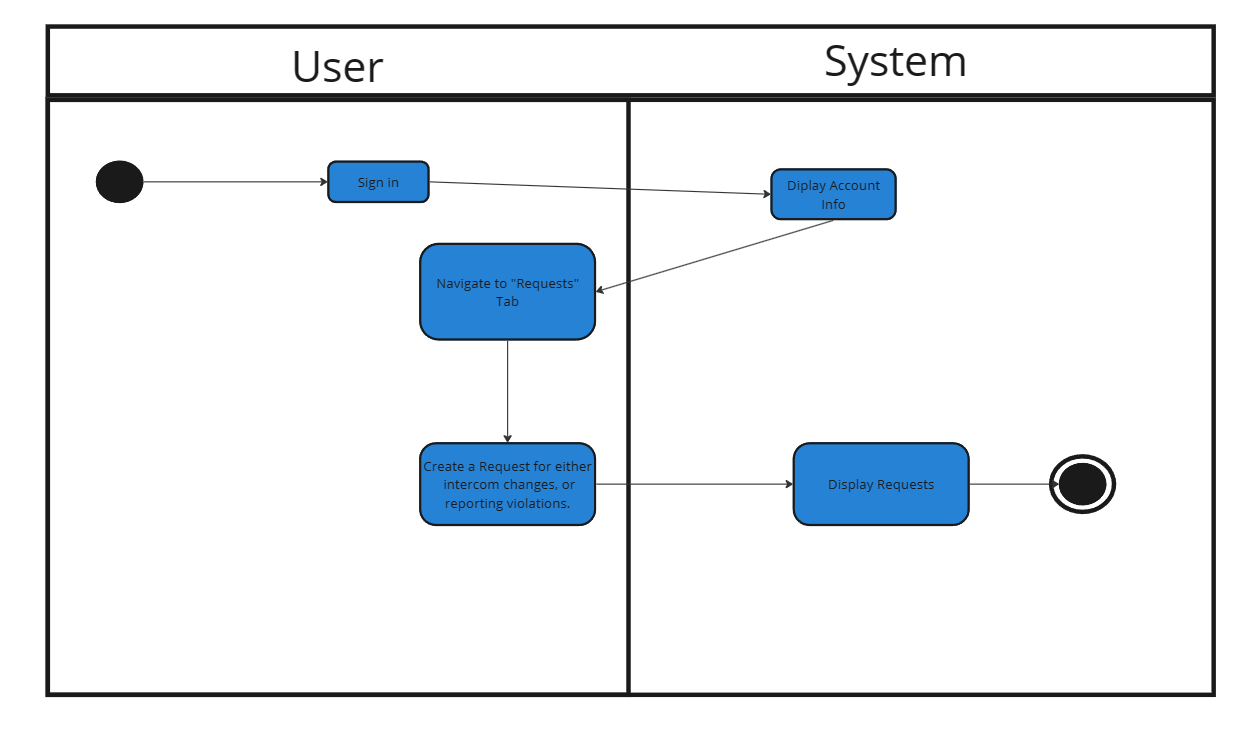 User
System
Sign in
Diplay Account
Info
Navigate to "Requests"
Tab
Create a Request for either
intercom changes, or
reporting violations.
Display Requests